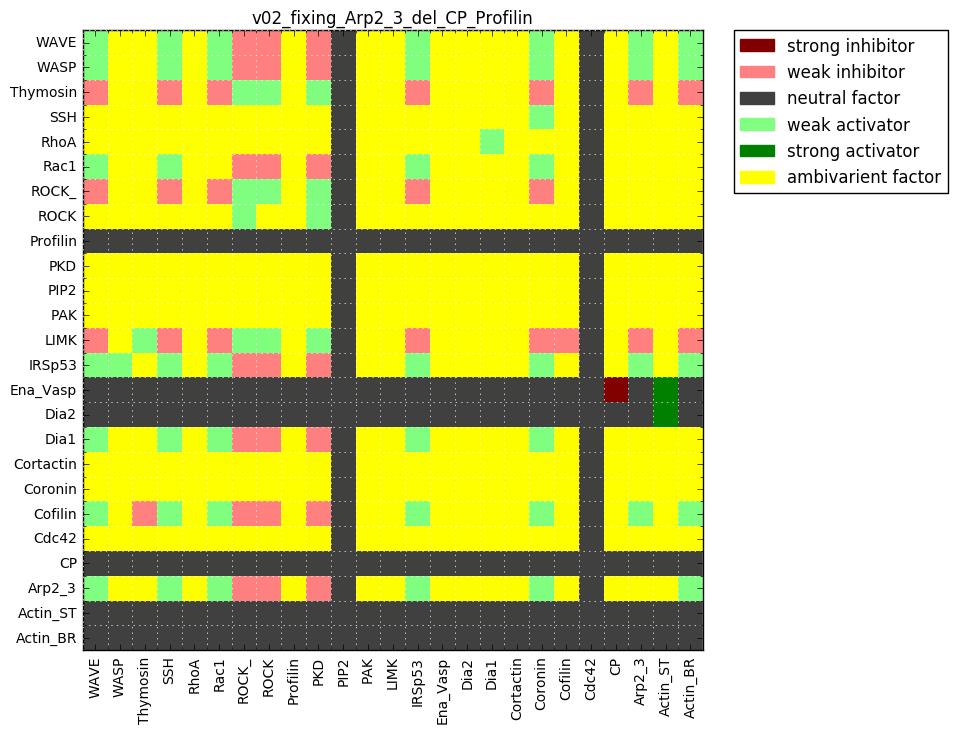 v02_fixing_Arp2_3_del_CP_Profilin
WAVE
WASP
Thymosin
SSH
RhoA
Rac1
ROCK_
ROCK
Profilin
PKD
PIP2
PAK
LIMK
IRSp53
Ena_Vasp
Dia2
Dia1
Cortactin
Coronin
Cofilin
Cdc42
CP
Arp2_3
Actin_ST
Actin_BR
WAVE
WASP
Thymosin
SSH
RhoA
Rac1
ROCK_
ROCK
Profilin
PKD
PIP2
PAK
LIMK
IRSp53
Ena_Vasp
Dia2
Dia1
Cortactin
Coronin
Cofilin
Cdc42
CP
Arp2_3
Actin_ST
Actin_BR
strong inhibitor
weak inhibitor
neutral factor
weak activator
strong activator
ambivarient factor